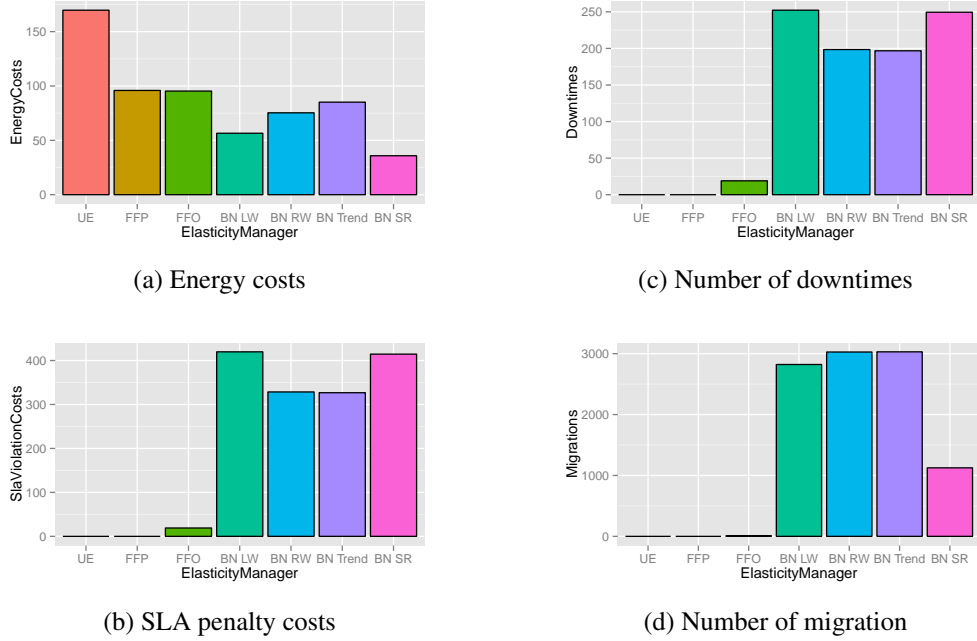 EnergyCosts
150
100
50
0
UE FFP FFO BN LW BN RW BN Trend BN SR
ElasticityManager
(a) Energy costs
Downtimes
250
200
150
100
50
0
UE FFP FFO BN LW BN RW BN Trend BN SR
ElasticityManager
(c) Number of downtimes
SlaViolationCosts
400
300
200
100
0
UE FFP FFO BN LW BN RW BN Trend BN SR
ElasticityManager
(b) SLA penalty costs
Migrations
3000
2000
1000
0
UE FFP FFO BN LW BN RW BN Trend BN SR
ElasticityManager
(d) Number of migration